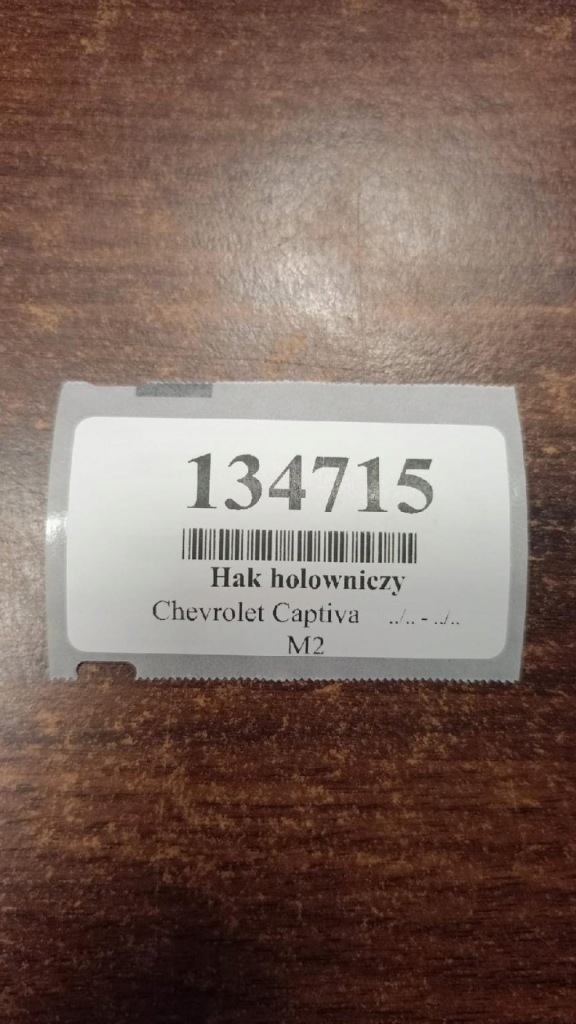 134715
Hak holowniczy
Chevrolet Captiva ../.. - ../..
M2